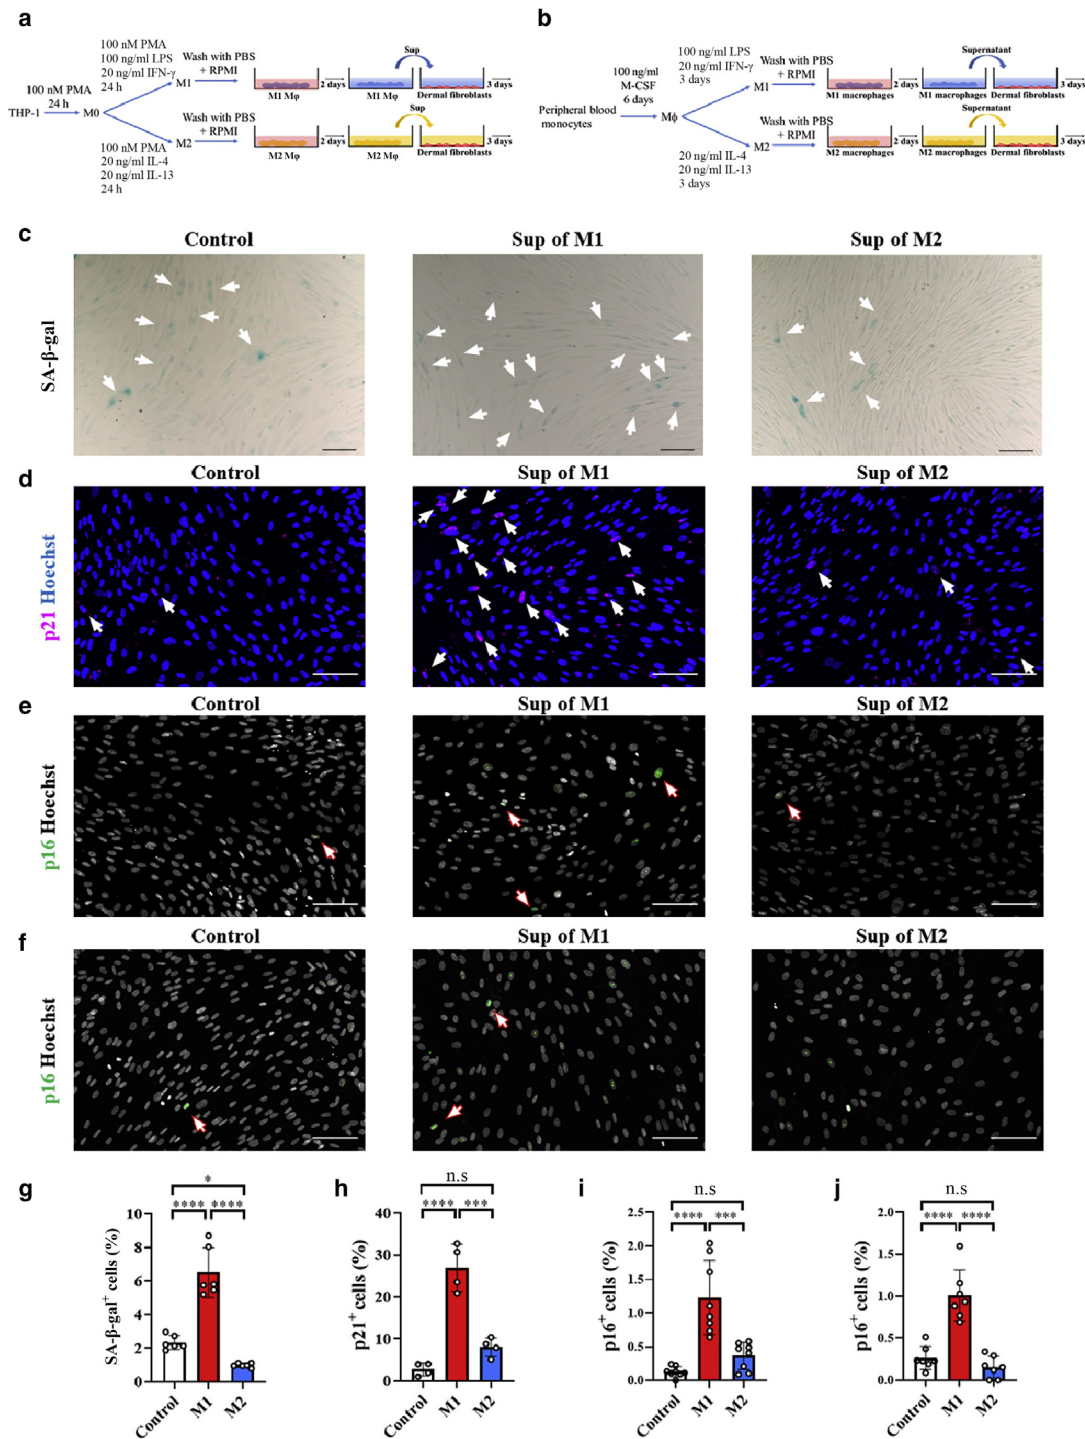 a
100 nM PMA
100 ng/ml LPS
20 ng/ml IFN-γ
24 h
Wash with PBS
+ RPMI
Sup
100 nM PMA
24 h
THP-1
M0
M1
M1 Mφ
2 days
M1 Mφ
Dermal fibroblasts
3 days
Wash with PBS
+ RPMI
Sup
M2
M2 Mφ
2 days
M2 Mφ
Dermal fibroblasts
3 days
100 nM PMA
20 ng/ml IL-4
20 ng/ml IL-13
24 h
b
100 ng/ml LPS
20 ng/ml IFN-γ
3 days
Wash with PBS
+ RPMI
Supernatant
100 ng/ml
M-CSF
6 days
Peripheral blood
monocytes
Mϕ
M1
M1 macrophages
2 days
M1 macrophages
Dermal fibroblasts
3 days
Wash with PBS
+ RPMI
Supernatant
M2
M2 macrophages
2 days
M2 macrophages
Dermal fibroblasts
3 days
20 ng/ml IL-4
20 ng/ml IL-13
3 days
c
Control
Sup of M1
Sup of M2
SA-β-gal
d
Control
Sup of M1
Sup of M2
p21 Hoechst
e
Control
Sup of M1
Sup of M2
p16 Hoechst
f
Control
Sup of M1
Sup of M2
p16 Hoechst
g
*
**** ****
SA-β-gal+ cells (%)
10
8
6
4
2
0
Control
M1
M2
h
n.s
**** ***
p21+ cells (%)
40
30
20
10
0
Control
M1
M2
i
n.s
**** ***
p16+ cells (%)
2.5
2.0
1.5
1.0
0.5
0.0
Control
M1
M2
j
n.s
**** ****
p16+ cells (%)
2.0
1.5
1.0
0.5
0.0
Control
M1
M2